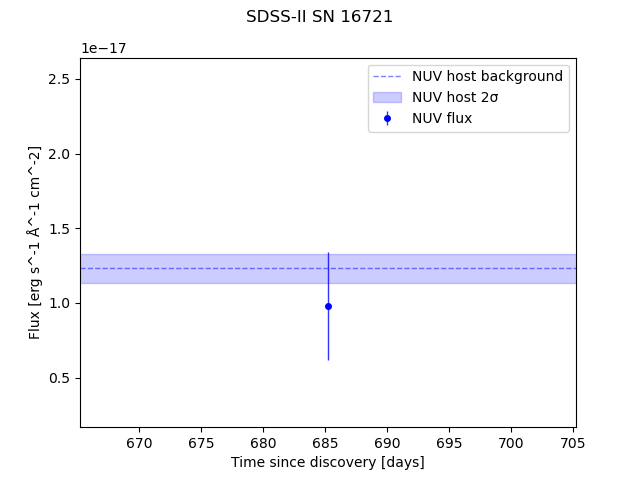 SDSS-II SN 16721
1e−17
NUV host background
NUV host 2σ
NUV flux
2.5
2.0
1.5
1.0
0.5
Flux [erg s^-1 Å^-1 cm^-2]
670 675 680 685 690 695 700 705
Time since discovery [days]